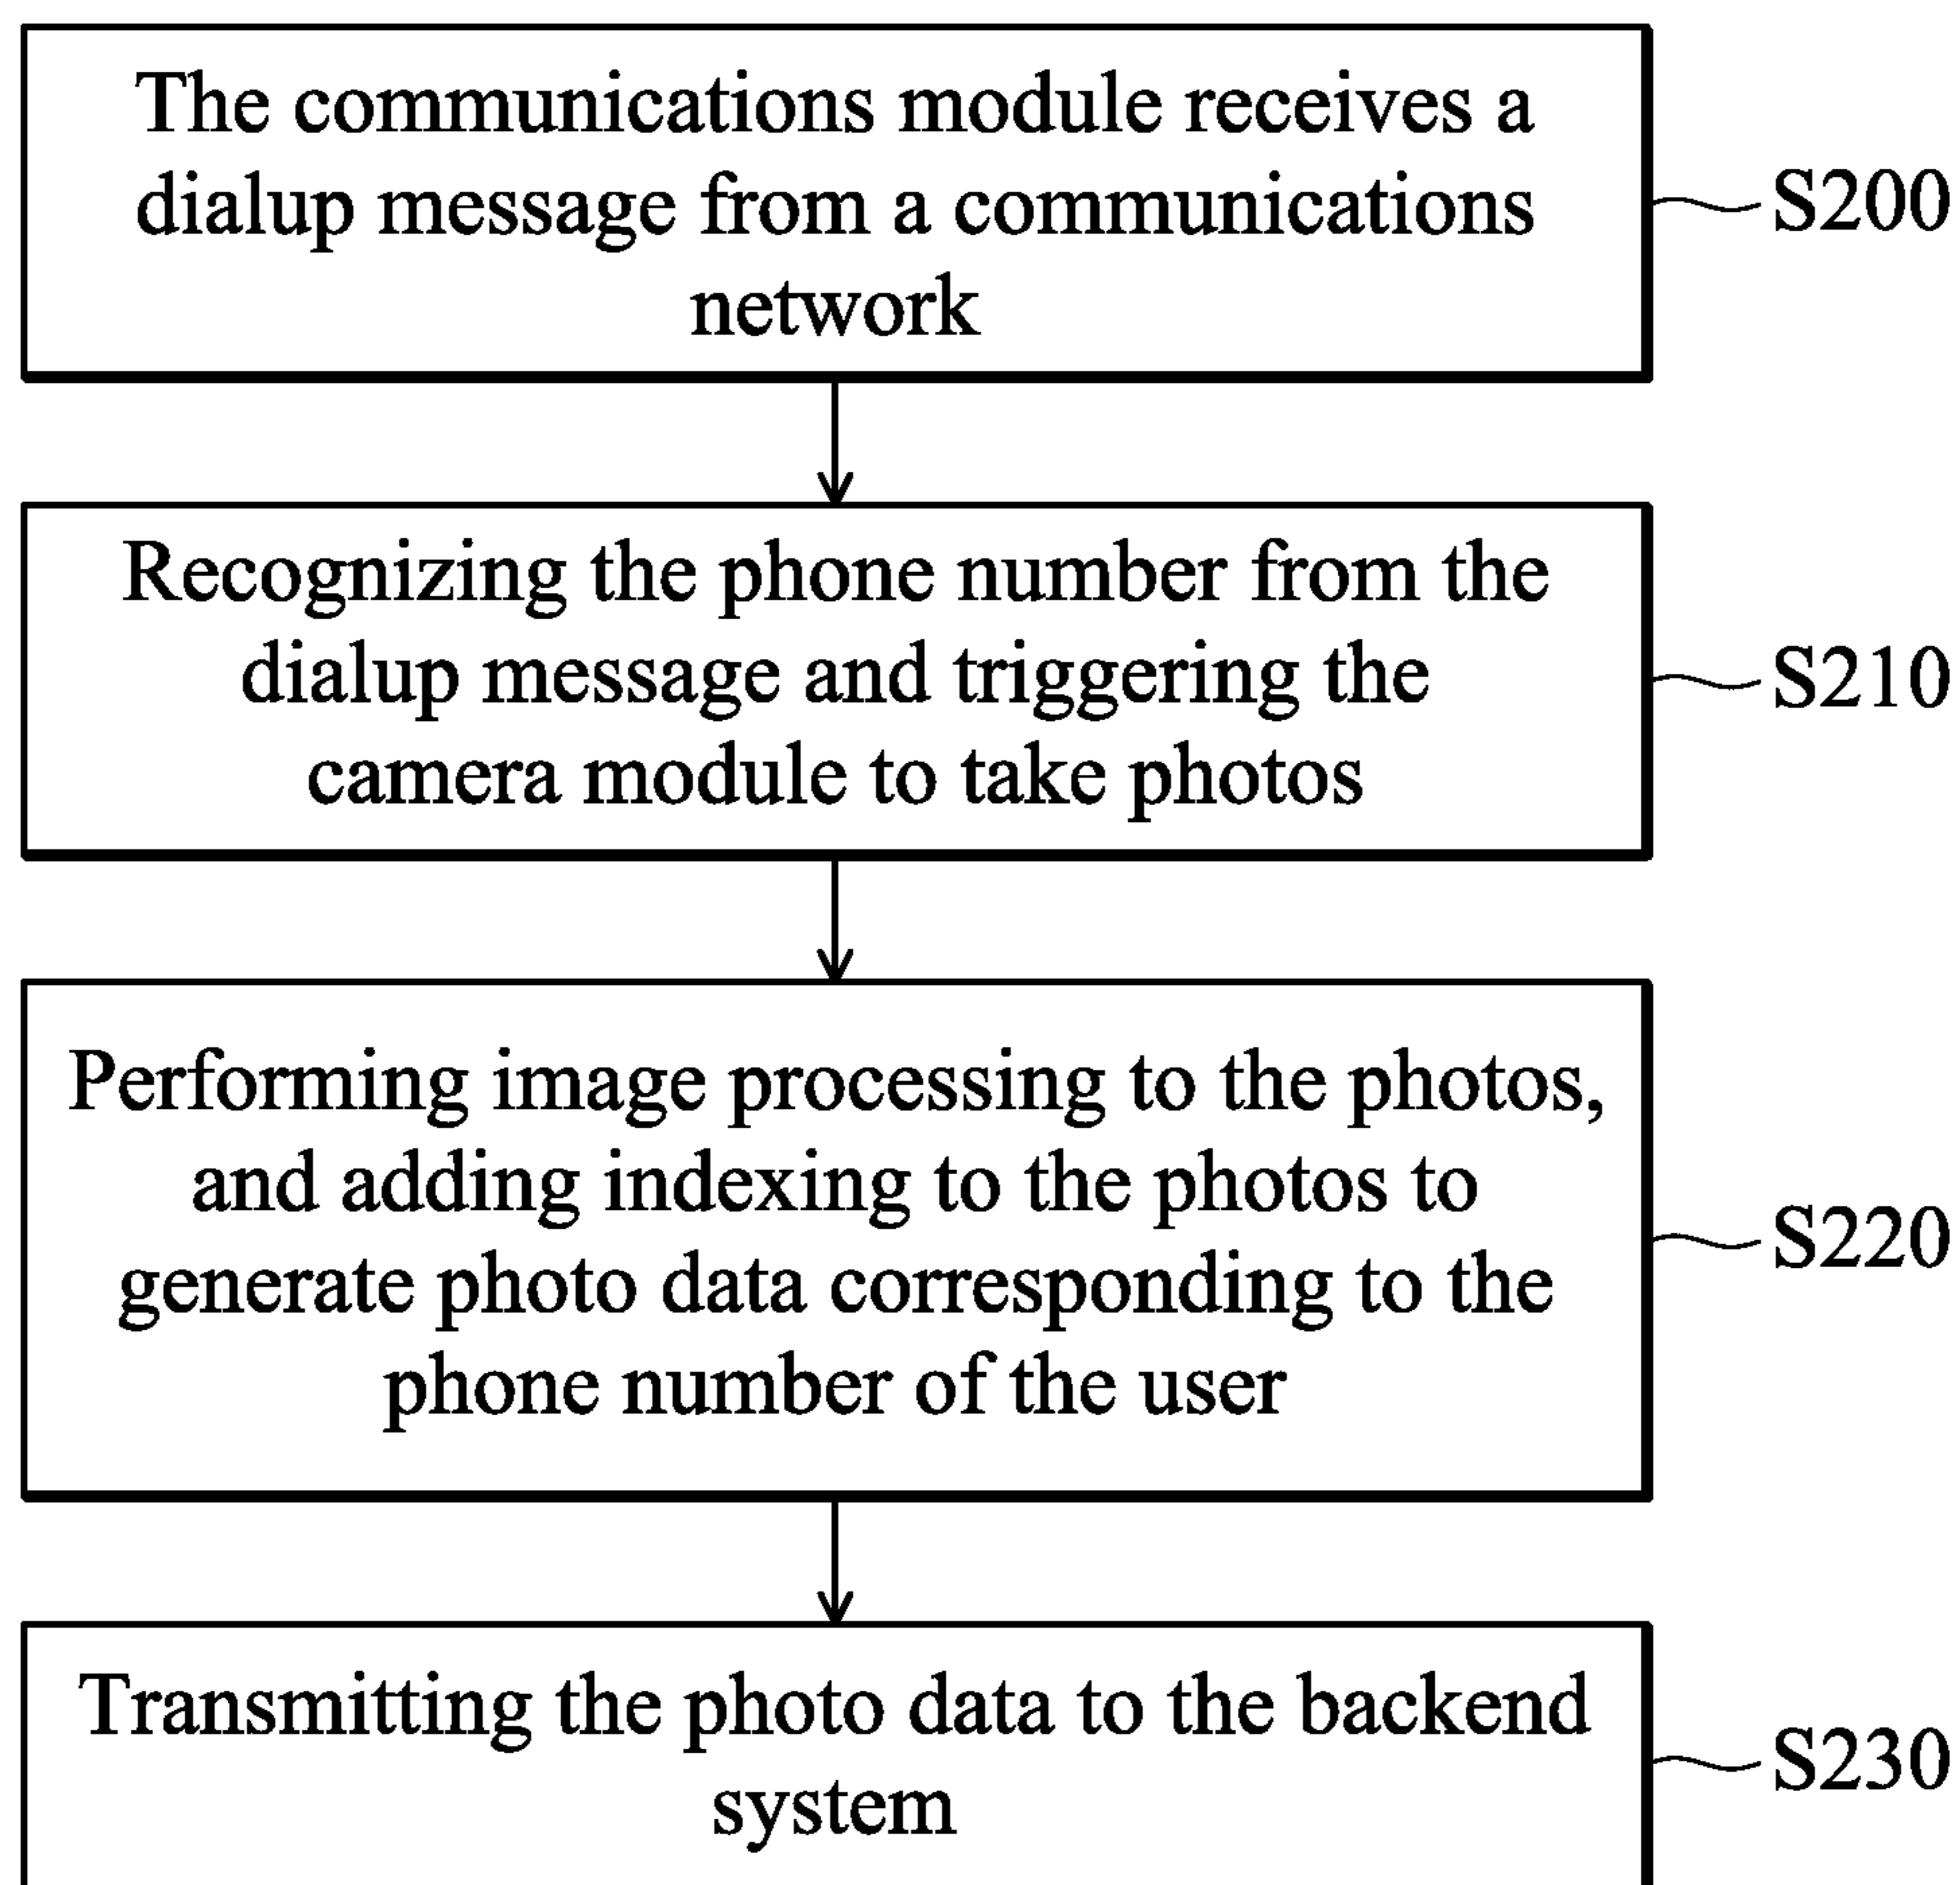 The communications module receives a
dialup message from a communications
network
S200
Recognizing the phone number from the
dialup message and triggering the
camera module to take photos
S210
Performing image processing to the photos,
and adding indexing to the photos to
generate photo data corresponding to the
phone number of the user
S220
Transmitting the photo data to the backend
system
S230